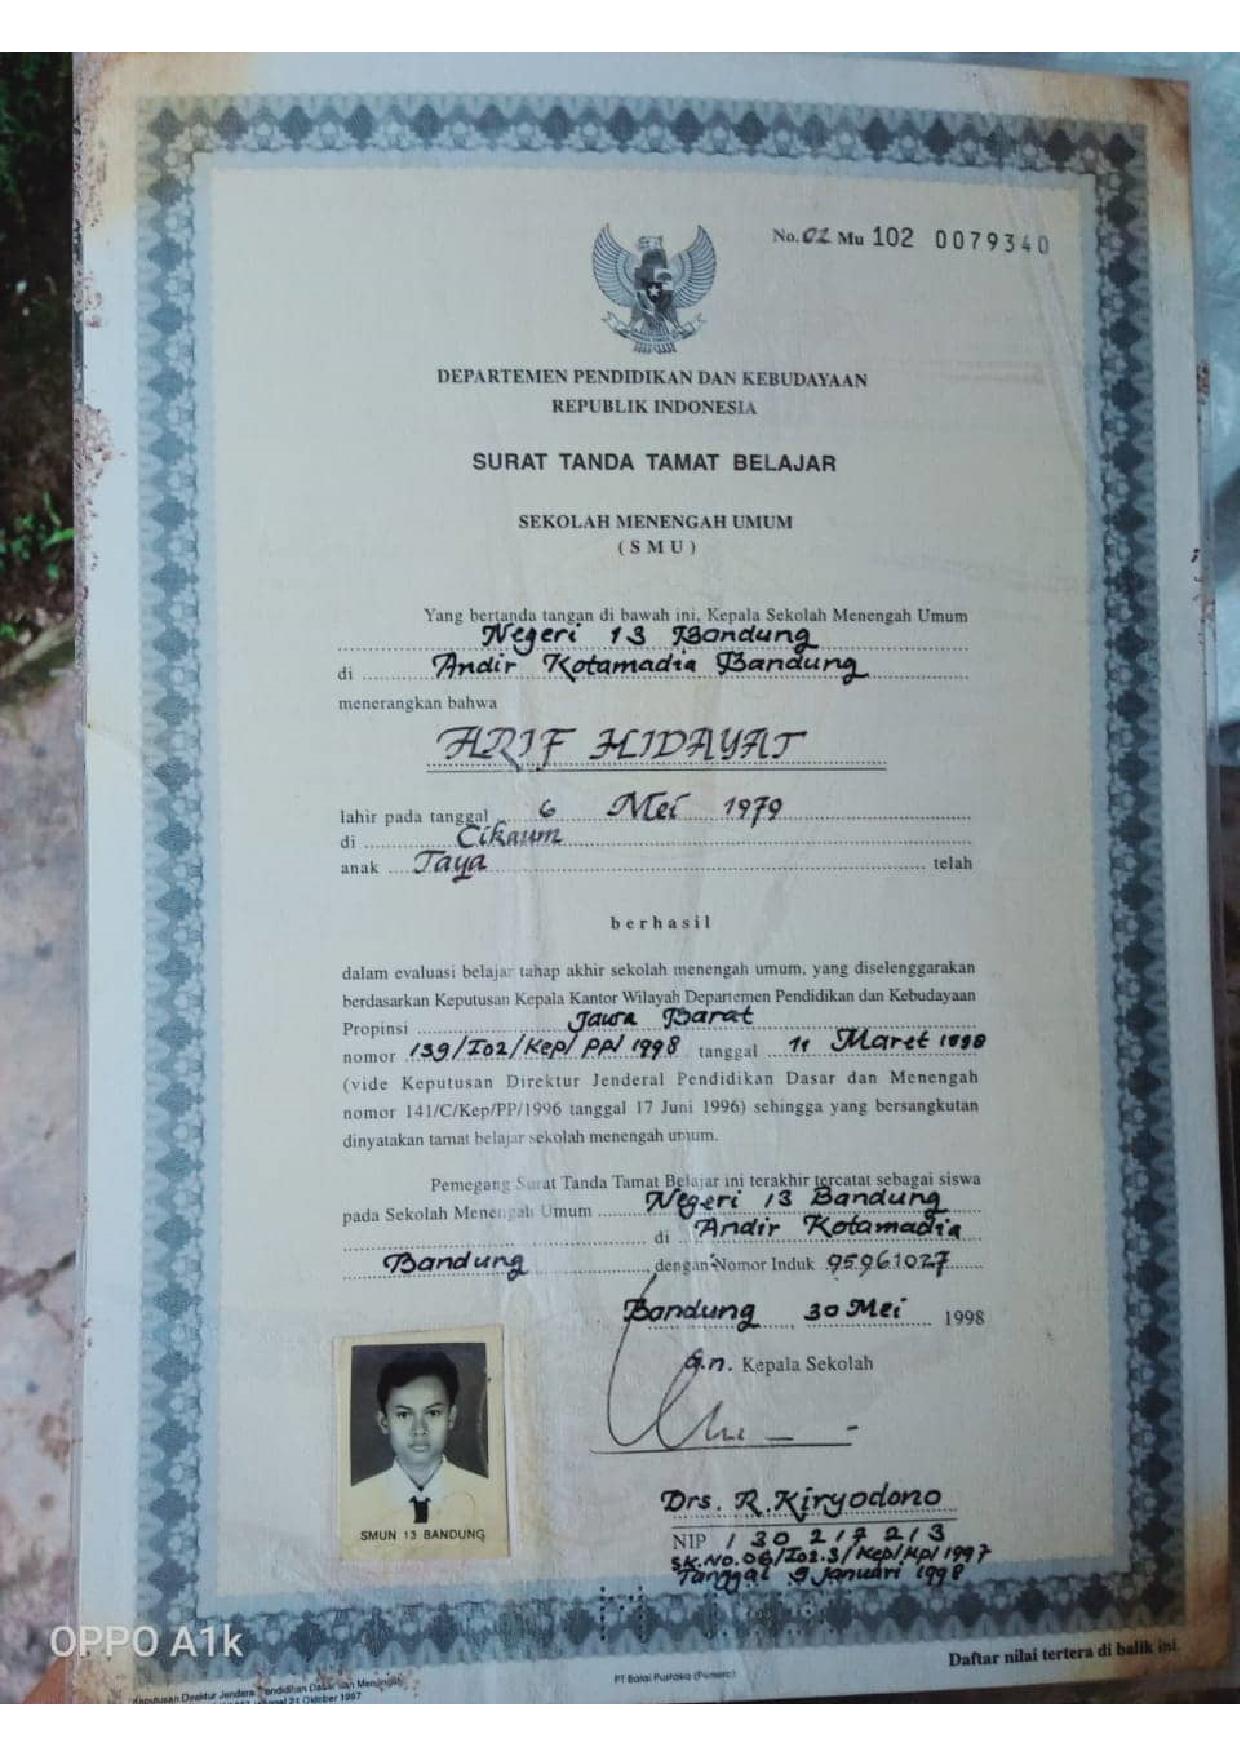 No. 02 Mu 102 0079340
DEPARTEMEN PENDIDIKAN DAN KEBUDAYAAN
REPUBLIK INDONESIA
SURAT TANDA TAMAT BELAJAR
SEKOLAH MENENGAH UMUM
( S M U )
Yang bertanda tangan di bawah ini, Kepala Sekolah Menengah Umum
Negeri 13 Bandung
di Andir Kotamadia Bandung
menerangkan bahwa
ARIF HIDAYAT
lahir pada tanggal 6 Mei 1979
di Cikaum
anak Taya telah
berhasil
dalam evaluasi belajar tahap akhir sekolah menengah umum, yang diselenggarakan
berdasarkan Keputusan Kepala Kantor Wilayah Departemen Pendidikan dan Kebudayaan
Propinsi Jawa Barat
nomor 139/I02/Kep/PP/1998 tanggal 11 Maret 1998
(vide Keputusan Direktur Jenderal Pendidikan Dasar dan Menengah
nomor 141/C/Kep/PP/1996 tanggal 17 Juni 1996) sehingga yang bersangkutan
dinyatakan tamat belajar sekolah menengah umum.
Pemegang Surat Tanda Tamat Belajar ini terakhir tercatat sebagai siswa
pada Sekolah Menengah Umum Negeri 13 Bandung
di Andir Kotamadia
Bandung dengan Nomor Induk 95961027
Bandung 30 Mei 1998
a.n. Kepala Sekolah
Drs. R. Kiryodono
NIP 130217213
SK.No.06/I02.3/Kep/Kp/1997
Tanggal 9 Januari 1998
SMUN 13 BANDUNG
OPPO A1k
Daftar nilai tertera di balik ini.
PT Balai Pustaka (Persero)
Keputusan Direktur Jenderal Pendidikan Dasar dan Menengah
tanggal 21 Oktober 1997